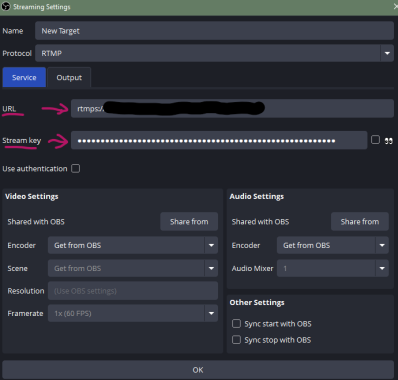 Streaming Settings
Name New Target
Protocol RTMP
Service Output
URL rtmps:/
Stream key ••••••••••••••••••••••••••••••••••••••••••••••••••••••••
Use authentication
Video Settings
Shared with OBS Share from
Encoder Get from OBS
Scene Get from OBS
Resolution (Use OBS settings)
Framerate 1x (60 FPS)
Audio Settings
Shared with OBS Share from
Encoder Get from OBS
Audio Mixer 1
Other Settings
Sync start with OBS
Sync stop with OBS
OK